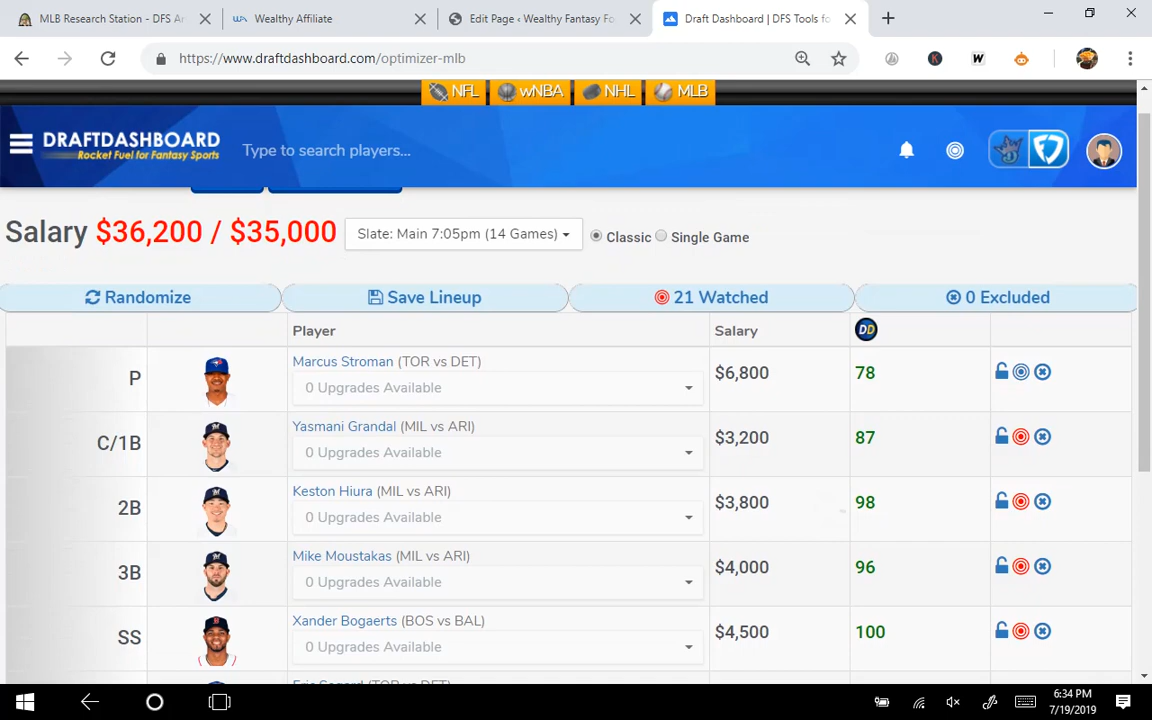 MLB Research Station - DFS Ar
Wealthy Affiliate
Edit Page ‹ Wealthy Fantasy Fo
Draft Dashboard | DFS Tools fo
https://www.draftdashboard.com/optimizer-mlb
K
W
NFL
wNBA
NHL
MLB
DRAFTDASHBOARD
Rocket Fuel for Fantasy Sports
Type to search players...
Salary $36,200 / $35,000
Slate: Main 7:05pm (14 Games)
Classic
Single Game
Randomize
Save Lineup
21 Watched
0 Excluded
Player
Salary
DD
P
Marcus Stroman (TOR vs DET)
0 Upgrades Available
$6,800
78
C/1B
Yasmani Grandal (MIL vs ARI)
0 Upgrades Available
$3,200
87
2B
Keston Hiura (MIL vs ARI)
0 Upgrades Available
$3,800
98
3B
Mike Moustakas (MIL vs ARI)
0 Upgrades Available
$4,000
96
SS
Xander Bogaerts (BOS vs BAL)
0 Upgrades Available
$4,500
100
6:34 PM
7/19/2019